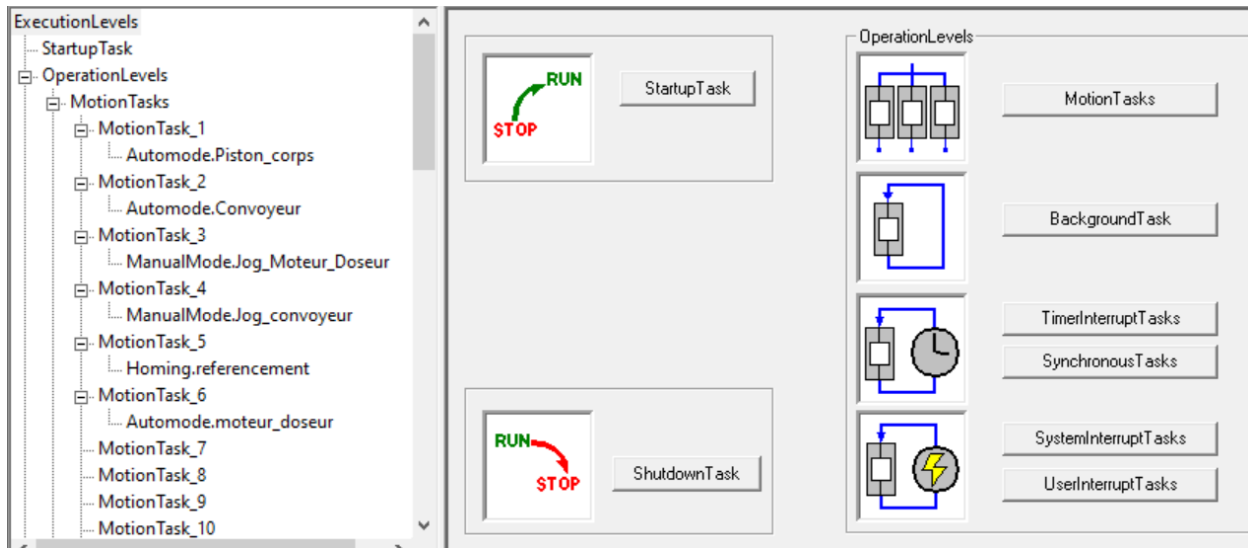 ExecutionLevels
StartupTask
OperationLevels
MotionTasks
MotionTask_1
Automode.Piston_corps
MotionTask_2
Automode.Convoyeur
MotionTask_3
ManualMode.Jog_Moteur_Doseur
MotionTask_4
ManualMode.Jog_convoyeur
MotionTask_5
Homing.referencement
MotionTask_6
Automode.moteur_doseur
MotionTask_7
MotionTask_8
MotionTask_9
MotionTask_10
RUN
STOP
StartupTask
RUN
STOP
ShutdownTask
OperationLevels
MotionTasks
BackgroundTask
TimerInterruptTasks
SynchronousTasks
SystemInterruptTasks
UserInterruptTasks